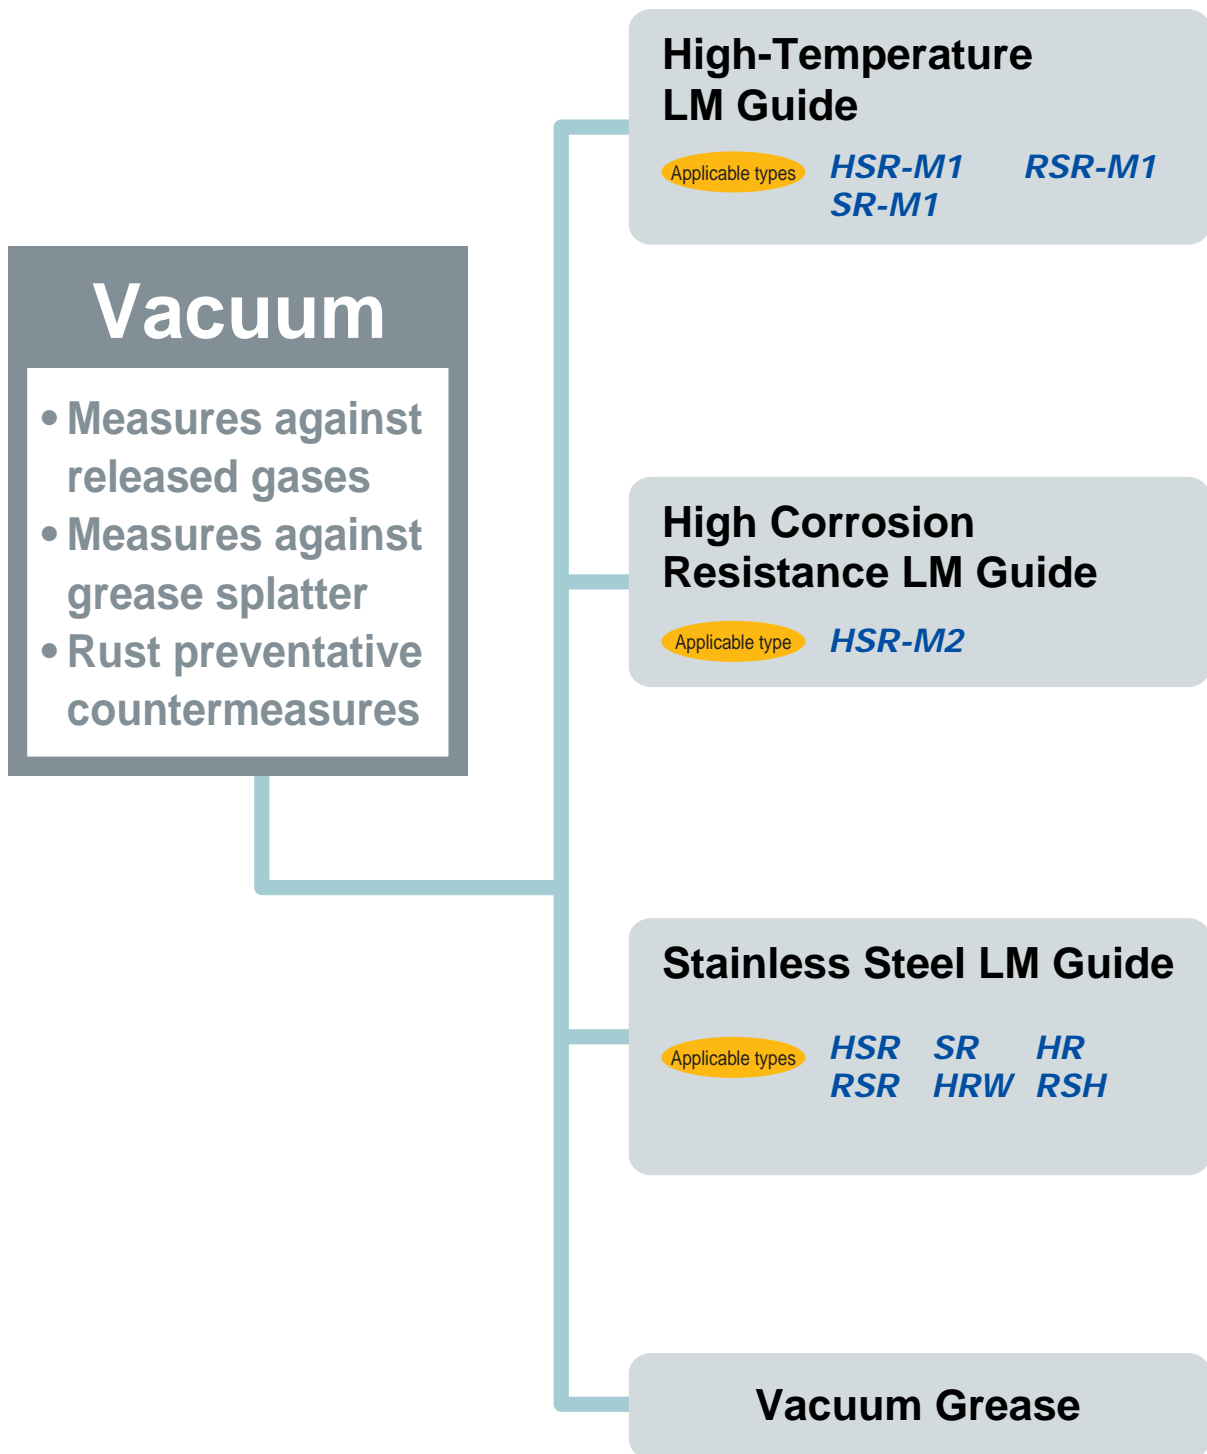 Vacuum
• Measures against
released gases
• Measures against
grease splatter
• Rust preventative
countermeasures
High-Temperature
LM Guide
Applicable types HSR-M1 RSR-M1
SR-M1
High Corrosion
Resistance LM Guide
Applicable type HSR-M2
Stainless Steel LM Guide
Applicable types HSR SR HR
RSR HRW RSH
Vacuum Grease